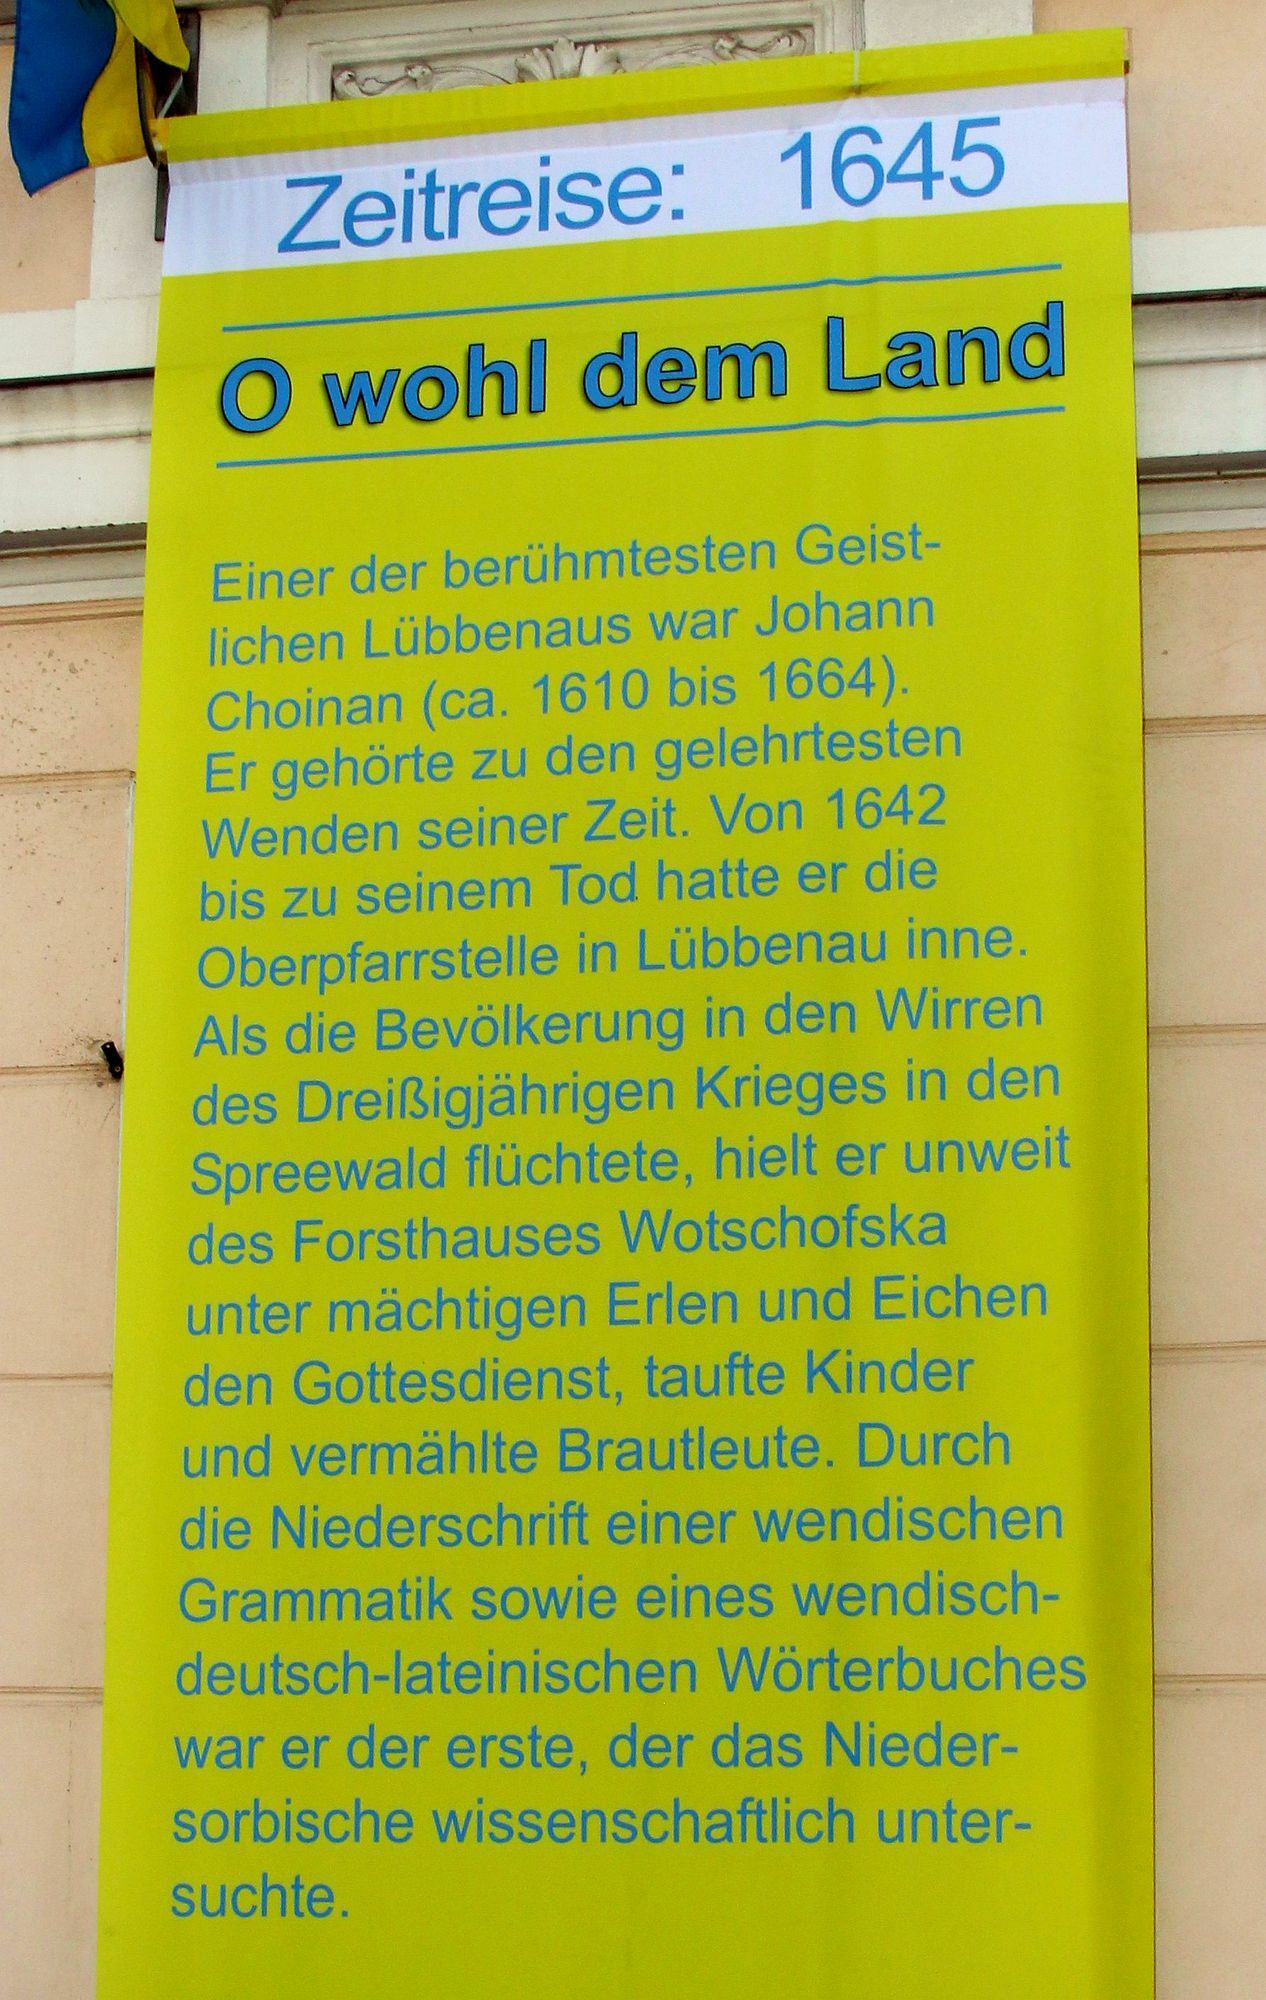 Zeitreise: 1645
O wohl dem Land
Einer der berühmtesten Geist-
lichen Lübbenaus war Johann
Choinan (ca. 1610 bis 1664).
Er gehörte zu den gelehrtesten
Wenden seiner Zeit. Von 1642
bis zu seinem Tod hatte er die
Oberpfarrstelle in Lübbenau inne.
Als die Bevölkerung in den Wirren
des Dreißigjährigen Krieges in den
Spreewald flüchtete, hielt er unweit
des Forsthauses Wotschofska
unter mächtigen Erlen und Eichen
den Gottesdienst, taufte Kinder
und vermählte Brautleute. Durch
die Niederschrift einer wendischen
Grammatik sowie eines wendisch-
deutsch-lateinischen Wörterbuches
war er der erste, der das Nieder-
sorbische wissenschaftlich unter-
suchte.